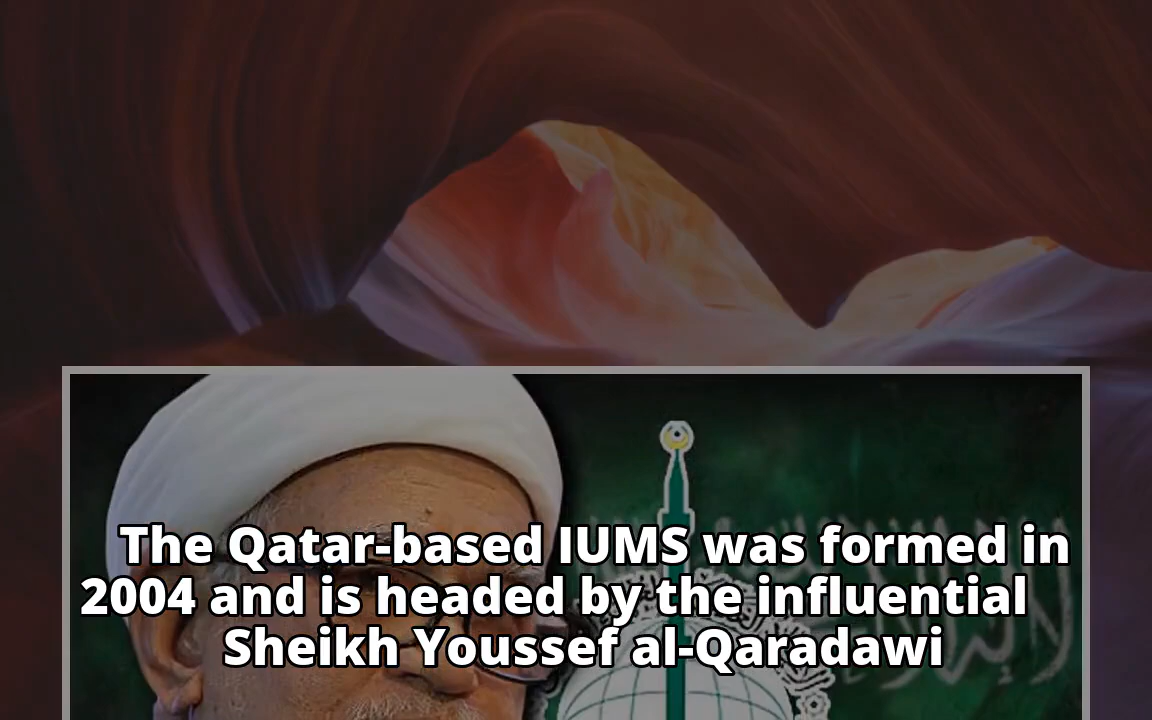 The Qatar-based IUMS was formed in
2004 and is headed by the influential
Sheikh Youssef al-Qaradawi